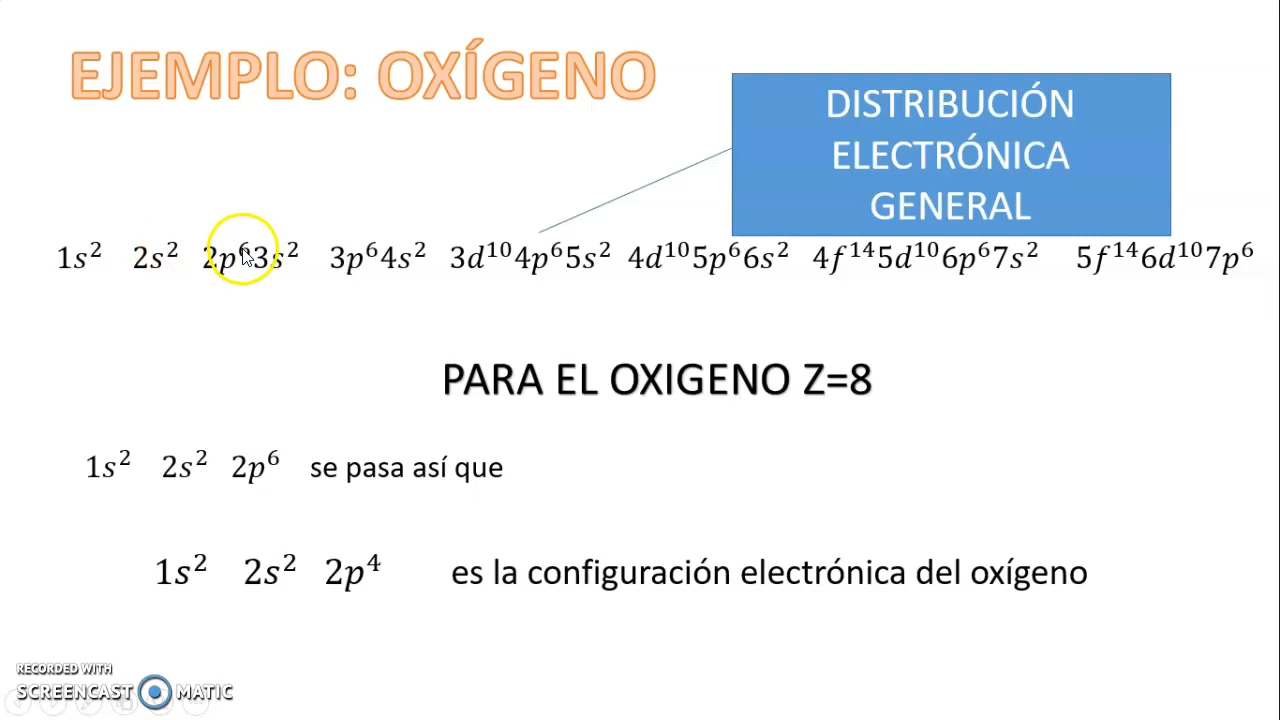 EJEMPLO: OXÍGENO
DISTRIBUCIÓN
ELECTRÓNICA
GENERAL
1s² 2s² 2p⁶3s² 3p⁶4s² 3d¹⁰4p⁶5s² 4d¹⁰5p⁶6s² 4f¹⁴5d¹⁰6p⁶7s² 5f¹⁴6d¹⁰7p⁶
PARA EL OXIGENO Z=8
1s² 2s² 2p⁶ se pasa así que
1s² 2s² 2p⁴ es la configuración electrónica del oxígeno
RECORDED WITH
SCREENCAST MATIC